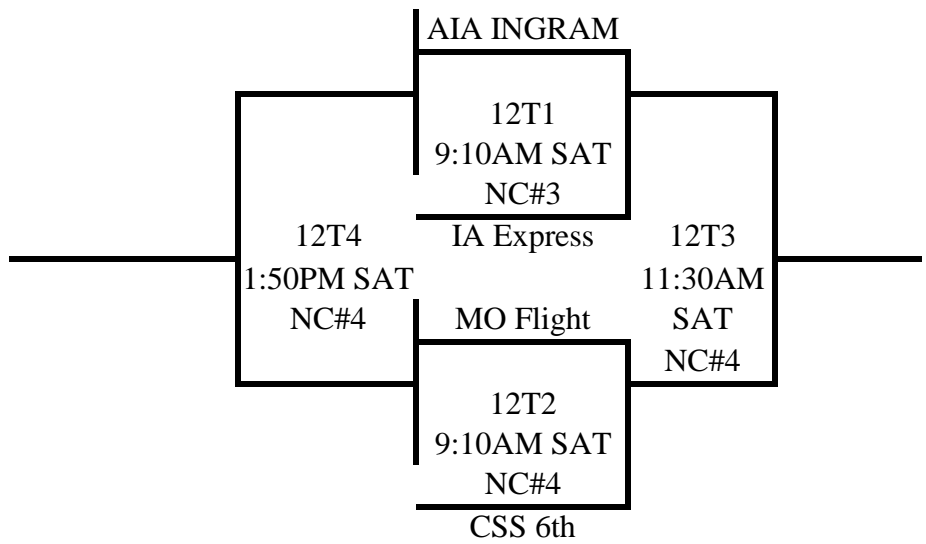 AIA INGRAM
12T1
9:10AM SAT
NC#3
IA Express
12T4
1:50PM SAT
NC#4
12T3
11:30AM
SAT
NC#4
MO Flight
12T2
9:10AM SAT
NC#4
CSS 6th